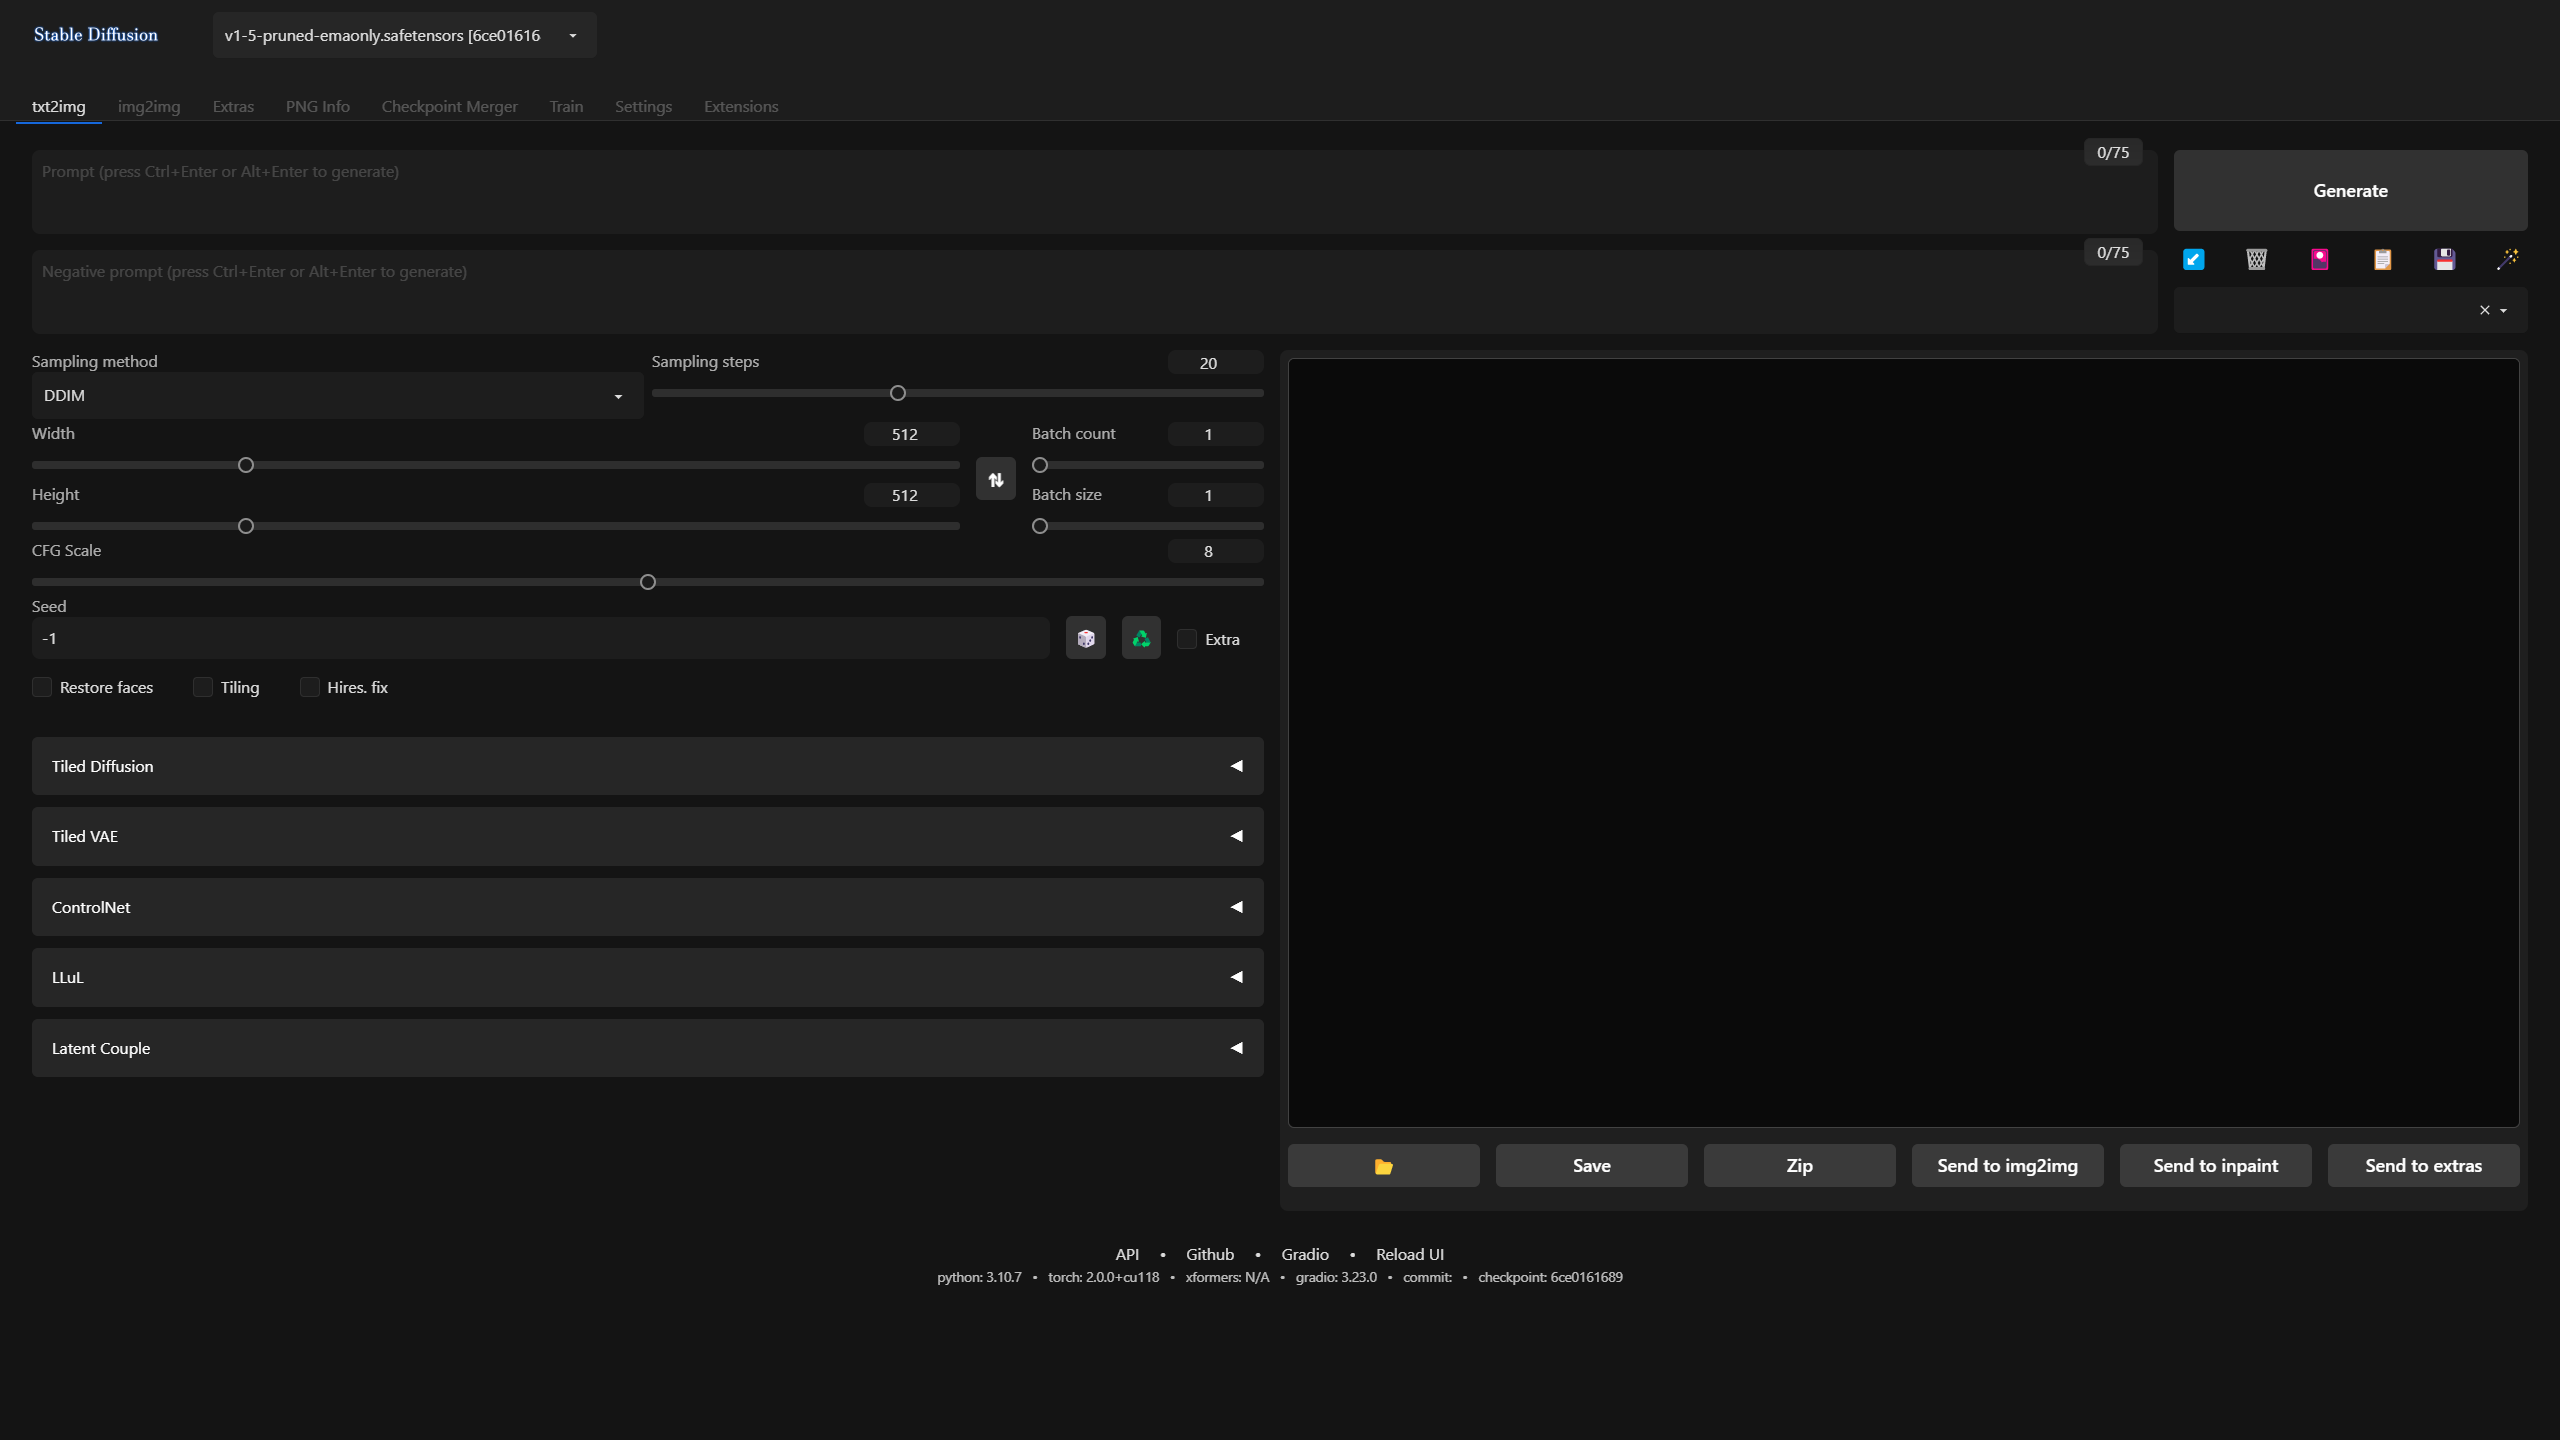 Stable Diffusion
v1-5-pruned-emaonly.safetensors [6ce01616
txt2img img2img Extras PNG Info Checkpoint Merger Train Settings Extensions
Prompt (press Ctrl+Enter or Alt+Enter to generate)
0/75
Generate
Negative prompt (press Ctrl+Enter or Alt+Enter to generate)
0/75
Sampling method
DDIM
Sampling steps
20
Width
512
Batch count
1
Height
512
Batch size
1
CFG Scale
8
Seed
-1
Extra
Restore faces Tiling Hires. fix
Tiled Diffusion
Tiled VAE
ControlNet
LLuL
Latent Couple
Save Zip Send to img2img Send to inpaint Send to extras
API • Github • Gradio • Reload UI
python: 3.10.7 • torch: 2.0.0+cu118 • xformers: N/A • gradio: 3.23.0 • commit: • checkpoint: 6ce0161689